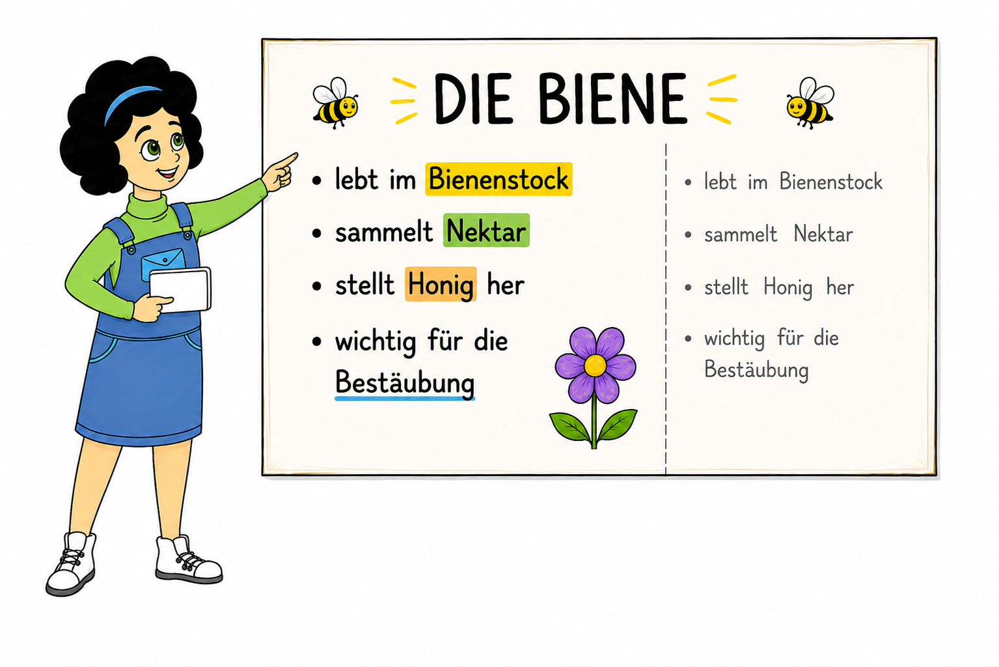 DIE BIENE
• lebt im Bienenstock
• sammelt Nektar
• stellt Honig her
• wichtig für die
Bestäubung
• lebt im Bienenstock
• sammelt Nektar
• stellt Honig her
• wichtig für die
Bestäubung